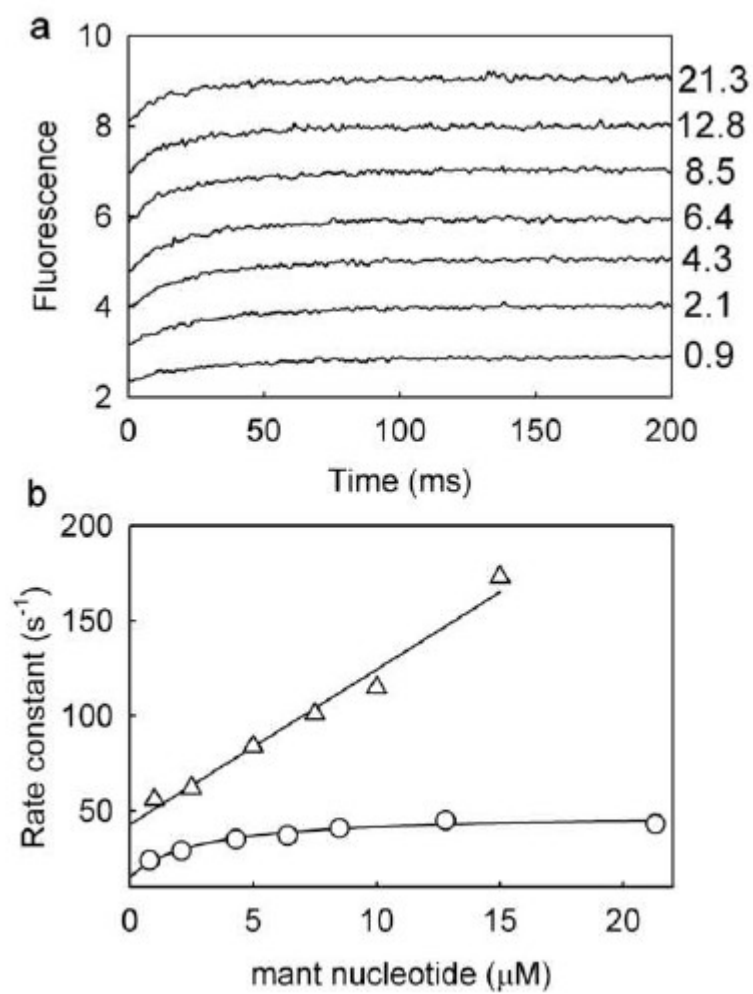 a
10
8
6
4
2
Fluorescence
21.3
12.8
8.5
6.4
4.3
2.1
0.9
0 50 100 150 200
Time (ms)
b
200
150
100
50
Rate constant (s⁻¹)
0 5 10 15 20
mant nucleotide (μM)